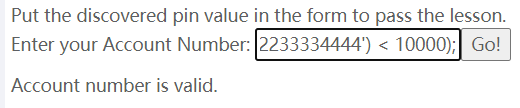 Put the discovered pin value in the form to pass the lesson.
Enter your Account Number: 2233334444') < 10000); Go!
Account number is valid.